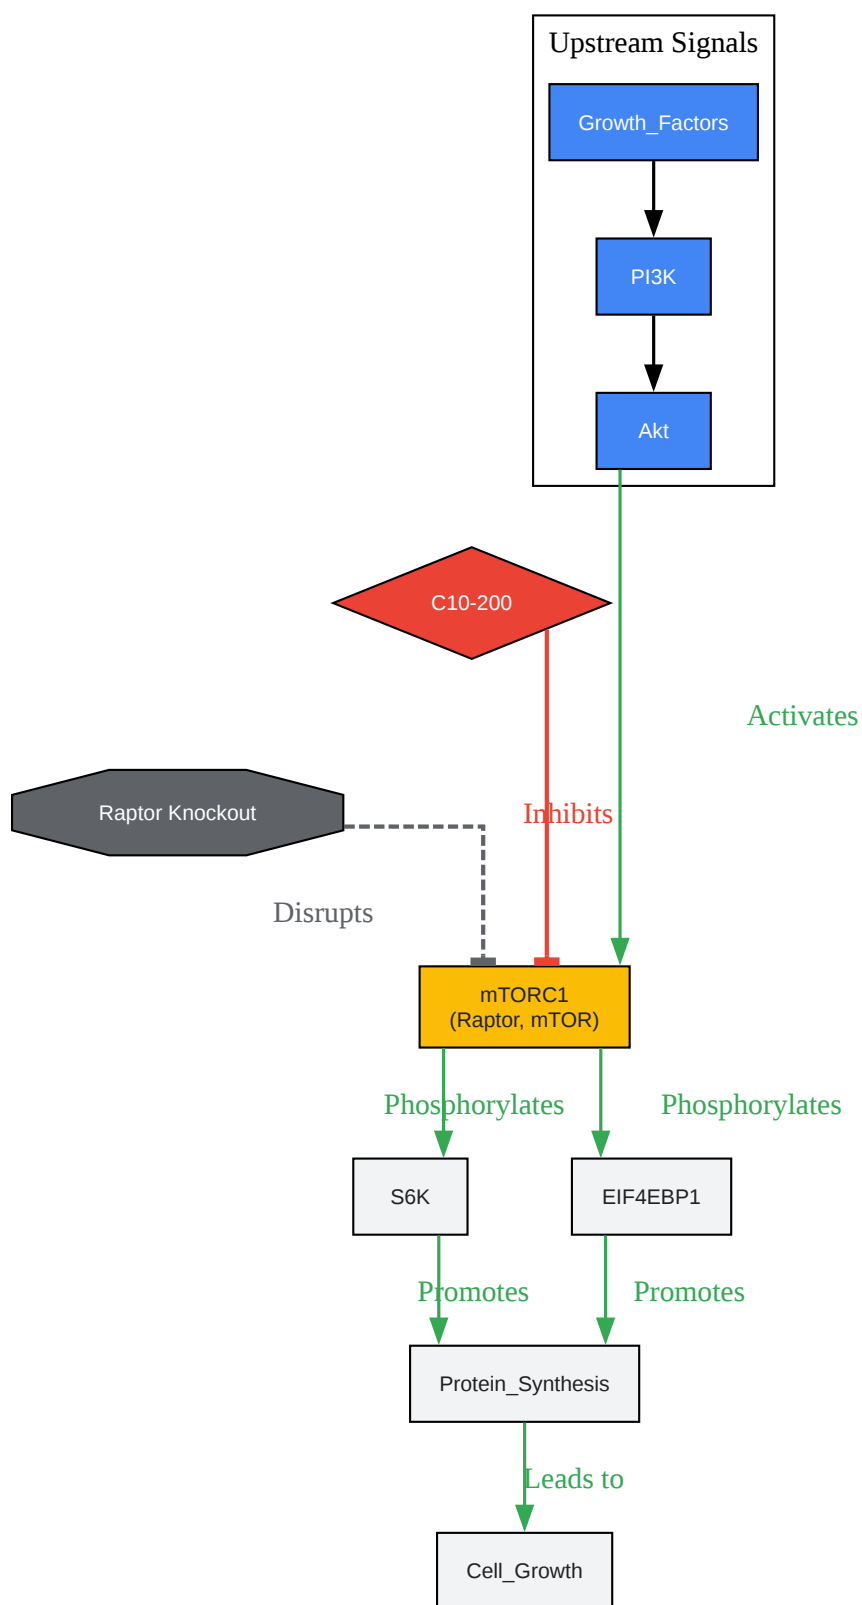 Upstream Signals
Growth_Factors
PI3K
Akt
C10-200
Activates
Raptor Knockout
Inhibits
Disrupts
mTORC1
(Raptor, mTOR)
Phosphorylates
Phosphorylates
S6K
EIF4EBP1
Promotes
Promotes
Protein_Synthesis
Leads to
Cell_Growth